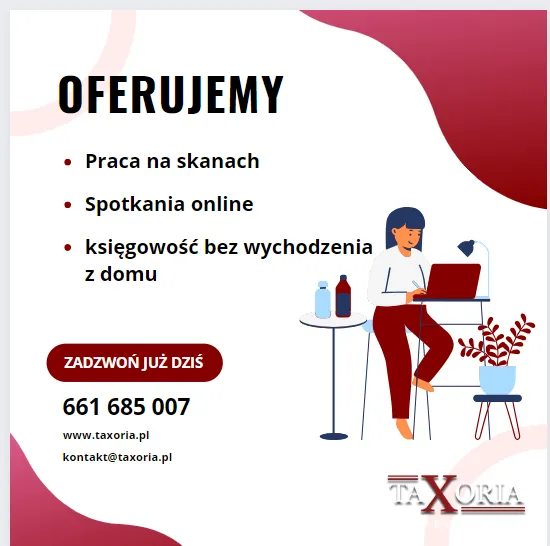 OFERUJEMY
Praca na skanach
Spotkania online
księgowość bez wychodzenia
z domu
ZADZWOŃ JUŻ DZIŚ
661 685 007
www.taxoria.pl
kontakt@taxoria.pl
TAXORIA